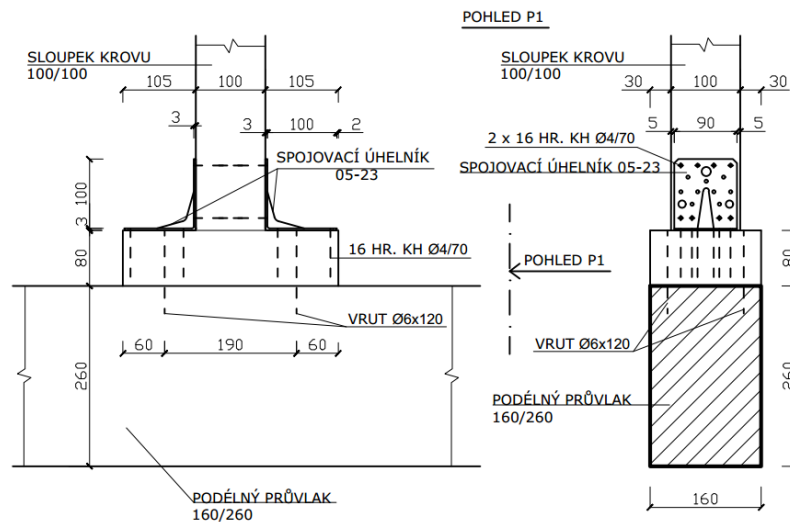 POHLED P1
SLOUPEK KROVU
100/100
105 100 105
3 3 100 2
SPOJOVACÍ ÚHELNÍK
05-23
100
3
80
16 HR. KH Ø4/70
VRUT Ø6x120
60 190 60
260
PODÉLNÝ PRŮVLAK
160/260
POHLED P1
SLOUPEK KROVU
100/100
30 100 30
5 90 5
2 x 16 HR. KH Ø4/70
SPOJOVACÍ ÚHELNÍK 05-23
80
VRUT Ø6x120
260
PODÉLNÝ PRŮVLAK
160/260
160